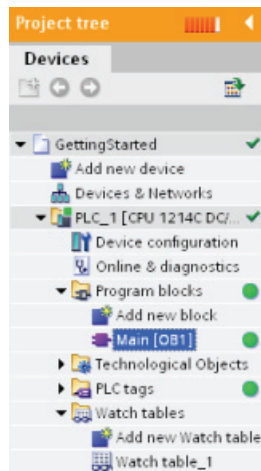 Project tree
Devices
GettingStarted
Add new device
Devices & Networks
PLC_1 [CPU 1214C DC/...
Device configuration
Online & diagnostics
Program blocks
Add new block
Main [OB1]
Technological Objects
PLC tags
Watch tables
Add new Watch table
Watch table_1